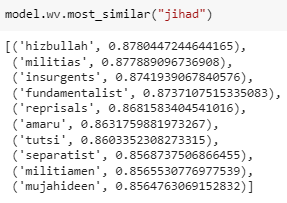 model.wv.most_similar("jihad")
[('hizbullah', 0.8780447244644165),
('militias', 0.877889096736908),
('insurgents', 0.8741939067840576),
('fundamentalist', 0.8737107515335083),
('reprisals', 0.8681583404541016),
('amaru', 0.8631759881973267),
('tutsi', 0.8603352308273315),
('separatist', 0.8568737506866455),
('militiamen', 0.8565530776977539),
('mujahideen', 0.8564763069152832)]